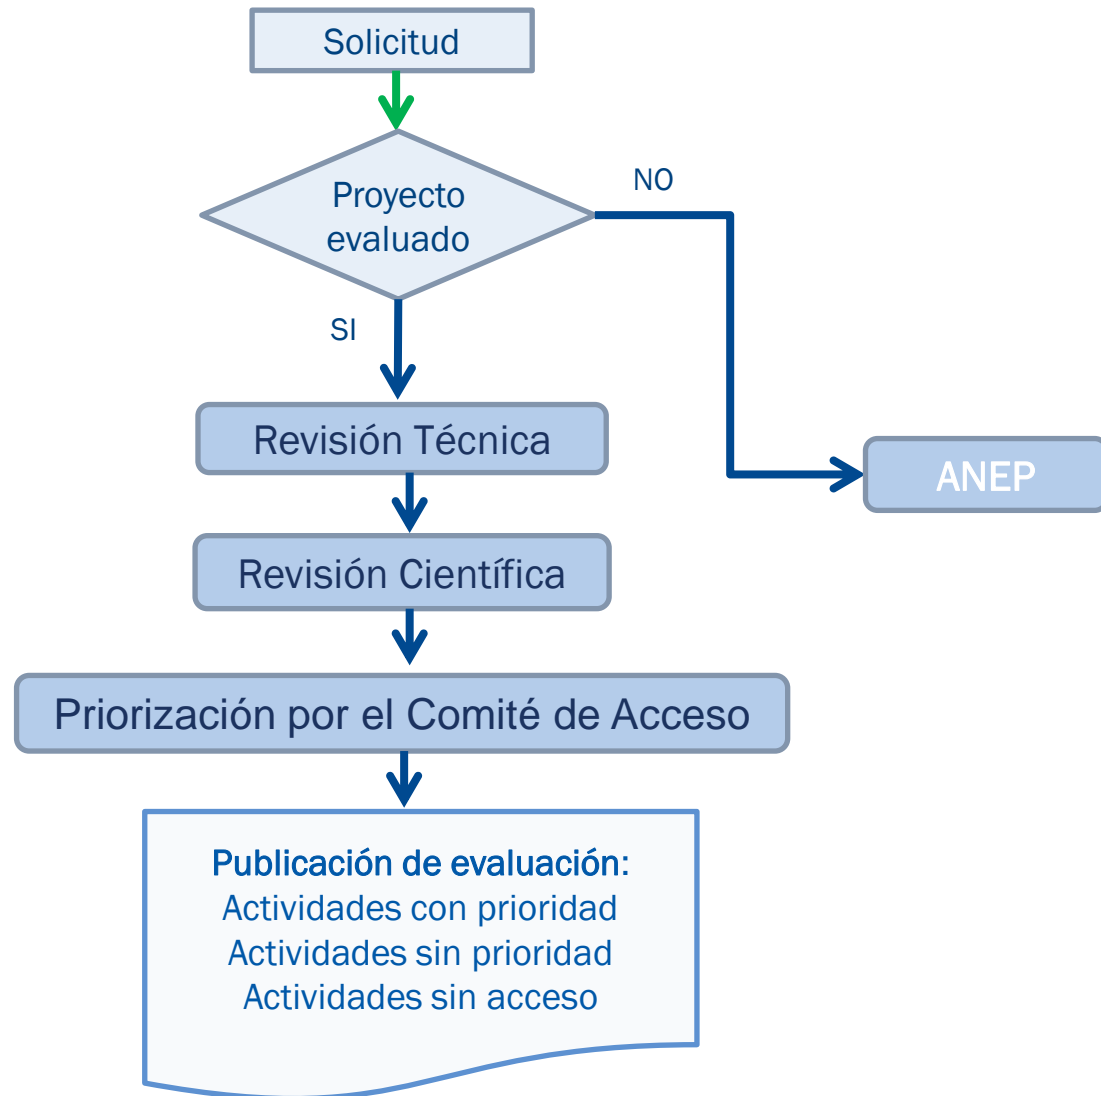 Solicitud
Proyecto
evaluado
NO
SI
Revisión Técnica
ANEP
Revisión Científica
Priorización por el Comité de Acceso
Publicación de evaluación:
Actividades con prioridad
Actividades sin prioridad
Actividades sin acceso